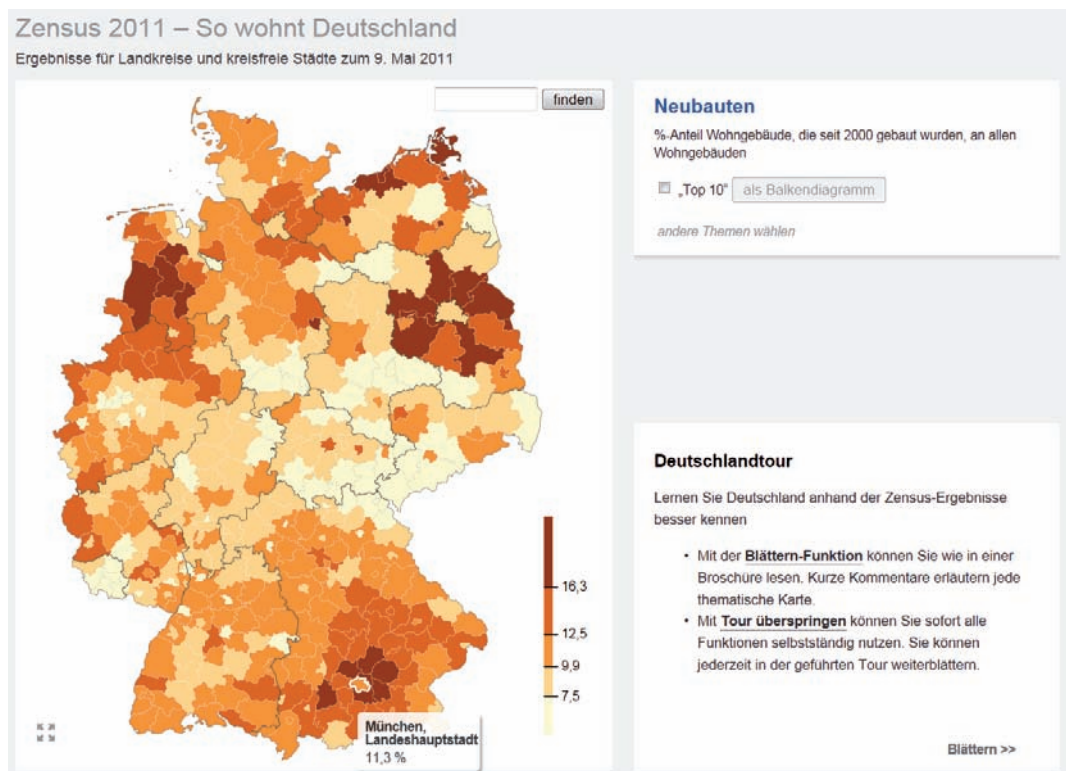 Zensus 2011 – So wohnt Deutschland
Ergebnisse für Landkreise und kreisfreie Städte zum 9. Mai 2011
finden
Neubauten
%-Anteil Wohngebäude, die seit 2000 gebaut wurden, an allen
Wohngebäuden
„Top 10“ als Balkendiagramm
andere Themen wählen
16,3
12,5
9,9
7,5
München,
Landeshauptstadt
11,3 %
Deutschlandtour
Lernen Sie Deutschland anhand der Zensus-Ergebnisse
besser kennen
• Mit der Blättern-Funktion können Sie wie in einer
Broschüre lesen. Kurze Kommentare erläutern jede
thematische Karte.
• Mit Tour überspringen können Sie sofort alle
Funktionen selbstständig nutzen. Sie können
jederzeit in der geführten Tour weiterblättern.
Blättern >>